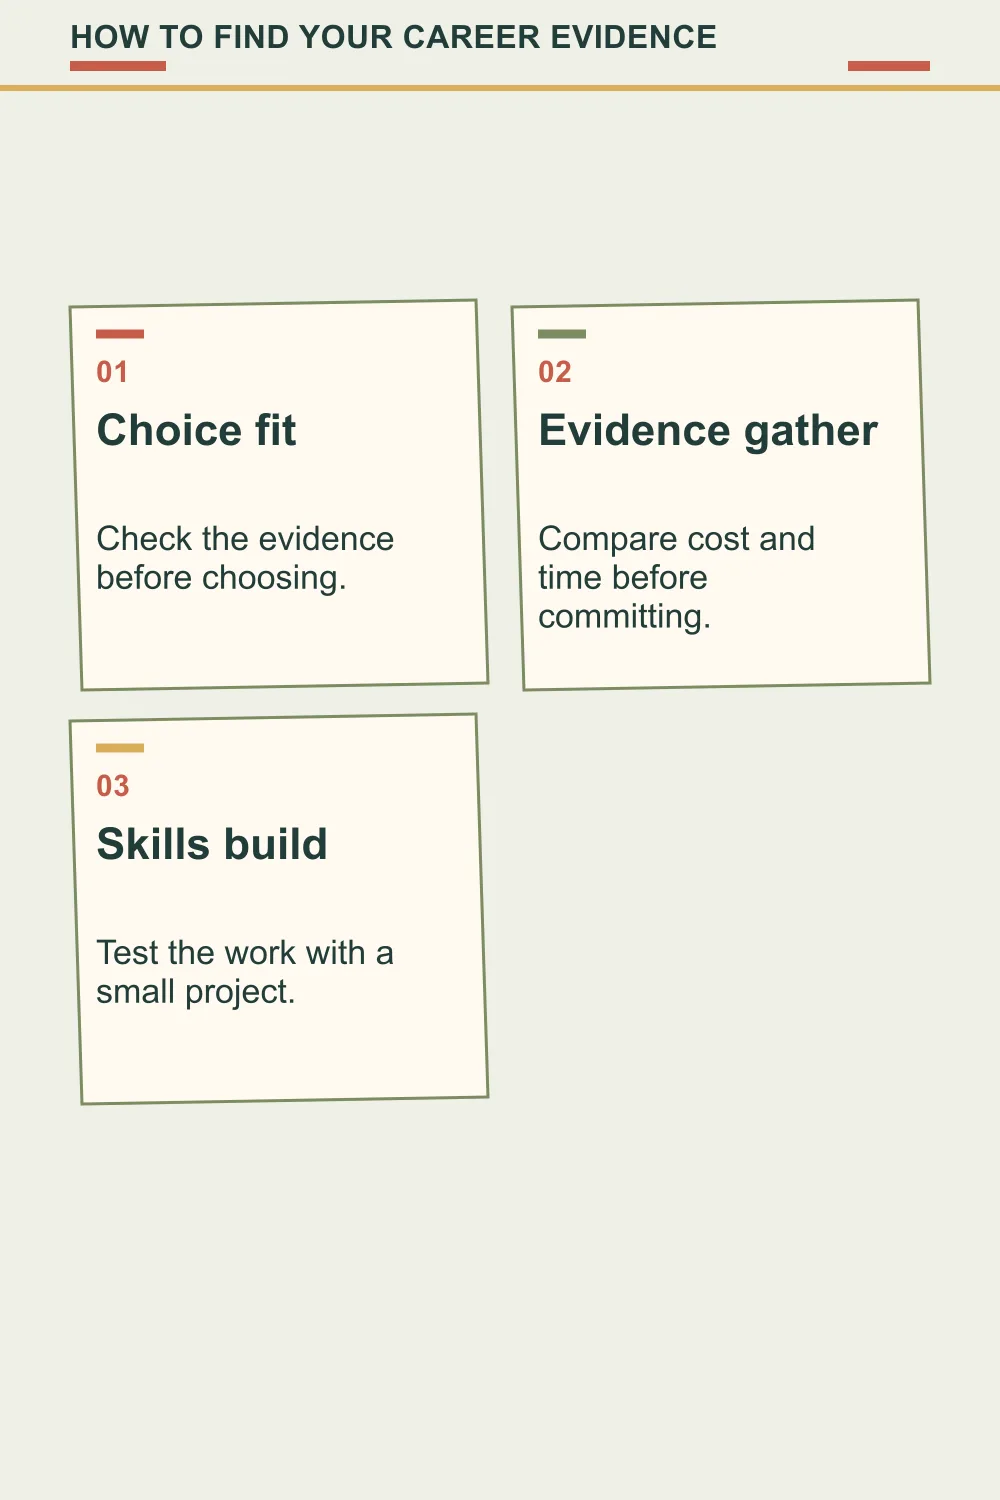 HOW TO FIND YOUR CAREER EVIDENCE
01
Choice fit
Check the evidence
before choosing.
02
Evidence gather
Compare cost and
time before
committing.
03
Skills build
Test the work with a
small project.